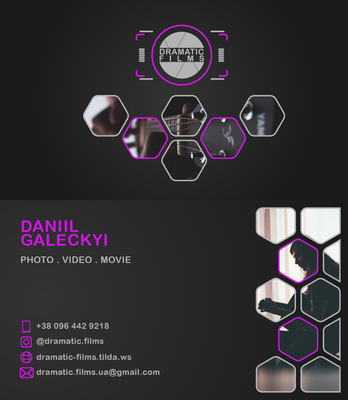 DRAMATIC
FILMS
DANIIL
GALECKYI
PHOTO . VIDEO . MOVIE
+38 096 442 9218
@dramatic.films
dramatic-films.tilda.ws
dramatic.films.ua@gmail.com